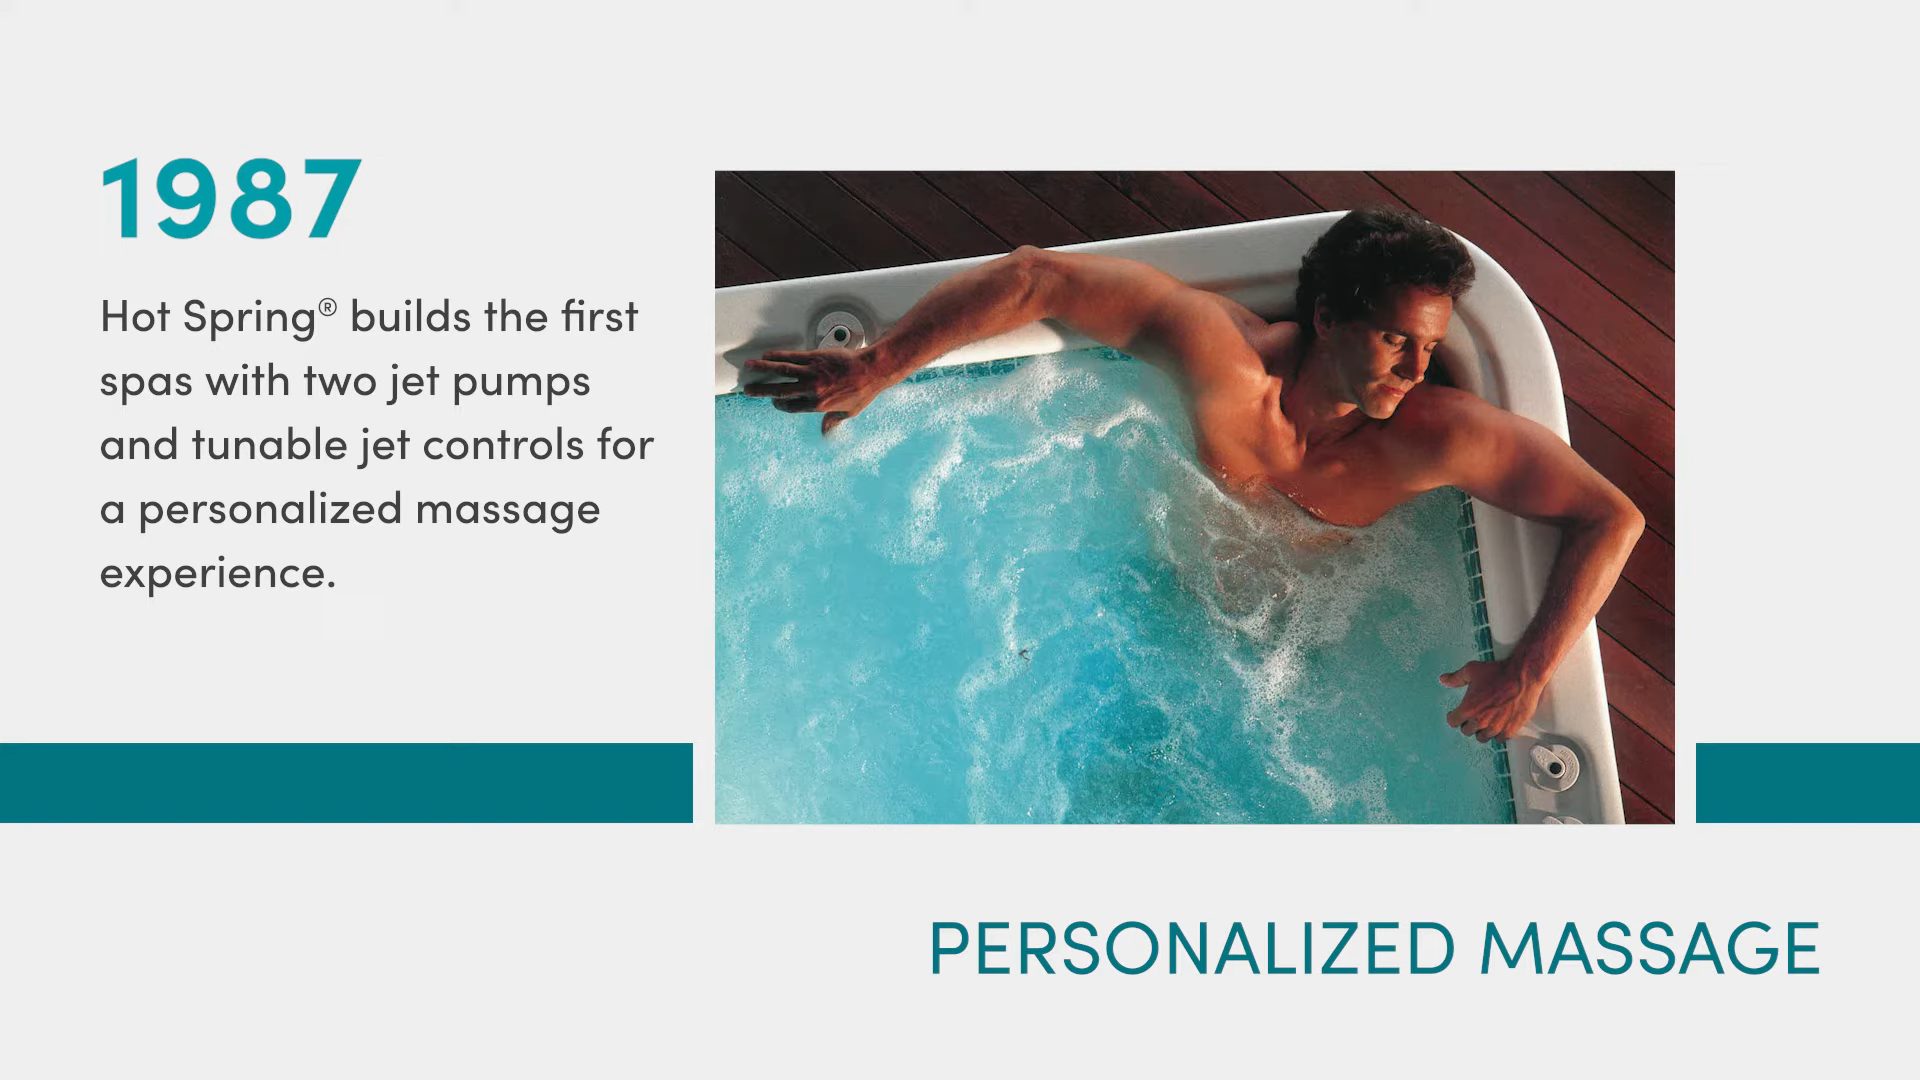 1987
Hot Spring® builds the first
spas with two jet pumps
and tunable jet controls for
a personalized massage
experience.
PERSONALIZED MASSAGE